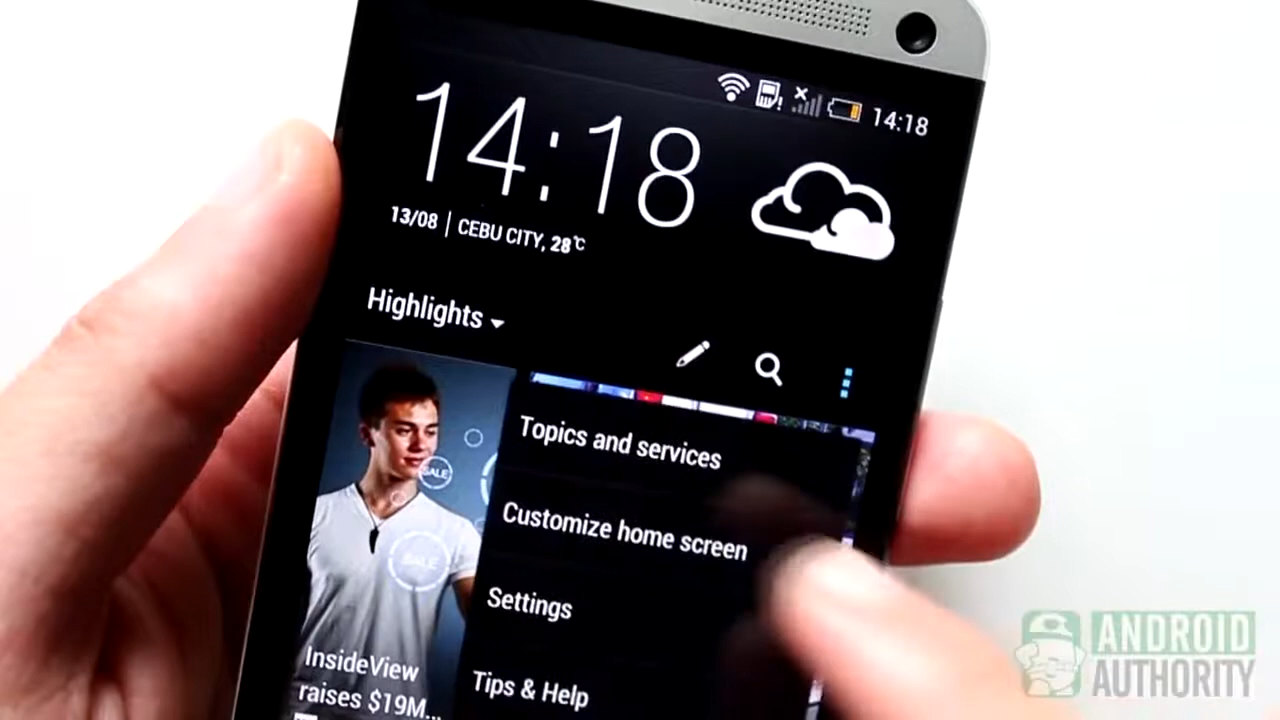 14:18
14:18
13/08 | CEBU CITY, 28°C
Highlights
Topics and services
Customize home screen
Settings
Tips & Help
SALE
SALE
InsideView
raises $19M...
ANDROID
AUTHORITY